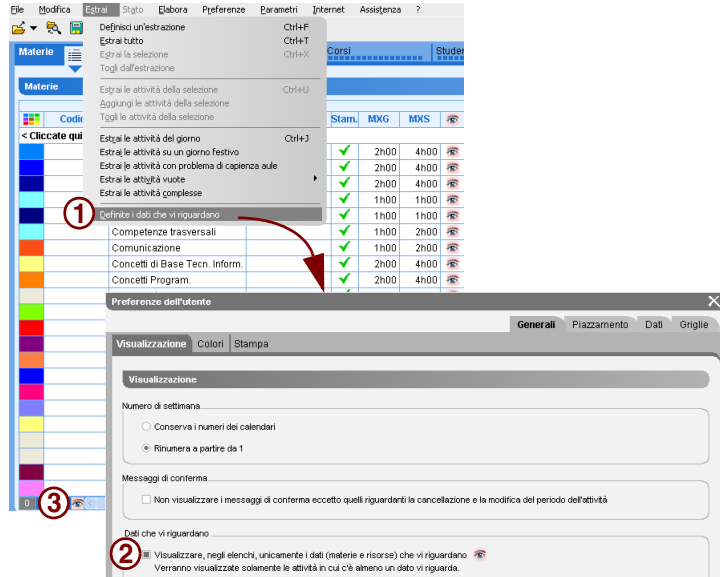 File Modifica Estrai Stato Elabora Preferenze Parametri Internet Assistenza ?
Definisci un'estrazione Ctrl+F
Estrai tutto Ctrl+T
Estrai la selezione Ctrl+X
Togli dall'estrazione
Estrai le attività della selezione Ctrl+U
Aggiungi le attività della selezione
Togli le attività della selezione
Estrai le attività del giorno Ctrl+J
Estrai le attività su un giorno festivo
Estrai le attività con problema di capienza aule
Estrai le attività vuote
Estrai le attività complesse
1 Definite i dati che vi riguardano
Materie Corsi
Materie
Stam. MXG MXS
< Cliccate qui
2h00 4h00
2h00 4h00
2h00 4h00
1h00 1h00
1h00 1h00
Competenze trasversali 1h00 2h00
Comunicazione 1h00 2h00
Concetti di Base Tecn. Inform. 2h00 4h00
Concetti Program. 2h00 4h00
Preferenze dell'utente
Generali Piazzamento Dati Griglie
Visualizzazione Colori Stampa
Visualizzazione
Numero di settimana
Conserva i numeri dei calendari
Rinumera a partire da 1
Messaggi di conferma
Non visualizzare i messaggi di conferma eccetto quelli riguardanti la cancellazione e la modifica del periodo dell'attività
0 3
Dati che vi riguardano
2 Visualizzare, negli elenchi, unicamente i dati (materie e risorse) che vi riguardano
Verranno visualizzate solamente le attività in cui c'è almeno un dato vi riguarda.